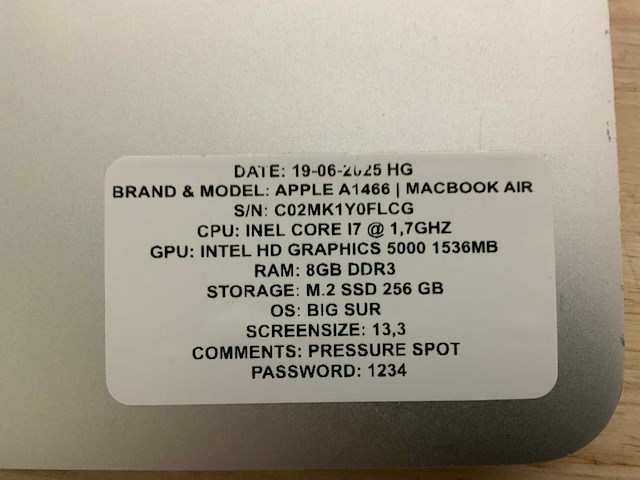 DATE: 19-06-2025 HG
BRAND & MODEL: APPLE A1466 | MACBOOK AIR
S/N: C02MK1Y0FLCG
CPU: INEL CORE I7 @ 1,7GHZ
GPU: INTEL HD GRAPHICS 5000 1536MB
RAM: 8GB DDR3
STORAGE: M.2 SSD 256 GB
OS: BIG SUR
SCREENSIZE: 13,3
COMMENTS: PRESSURE SPOT
PASSWORD: 1234